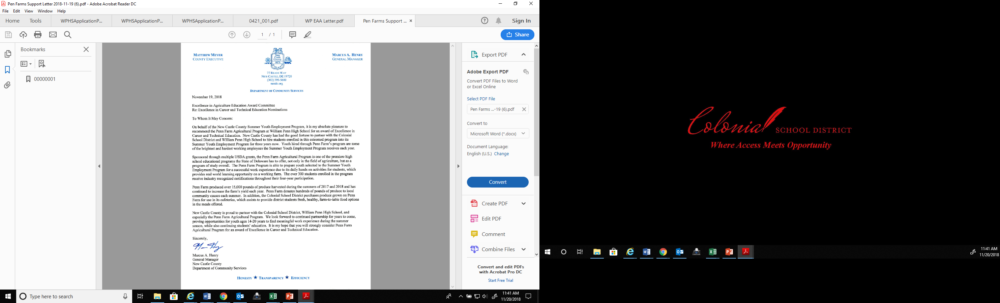 Pen Farms Support Letter 2018-11-19 (6).pdf - Adobe Acrobat Reader DC
File Edit View Window Help
Home Tools WPHSApplicationP... WPHSApplicationP... WPHSApplicationP... 0421_001.pdf WP EAA Letter.pdf Pen Farms Support ... × Sign In
1 / 1 Share
Bookmarks
00000001
MATTHEW MEYER
COUNTY EXECUTIVE
New Castle County
1673
Delaware
MARCUS A. HENRY
GENERAL MANAGER
77 READS WAY
NEW CASTLE, DE 19720
(302) 395-5600
nccde.org
DEPARTMENT OF COMMUNITY SERVICES
November 19, 2018
Excellence in Agriculture Education Award Committee
Re: Excellence in Career and Technical Education Nominations
To Whom It May Concern:
On behalf of the New Castle County Summer Youth Employment Program, it is my absolute pleasure to
recommend the Penn Farm Agricultural Program at William Penn High School for an award of Excellence in
Career and Technical Education. New Castle County has had the good fortune to partner with the Colonial
School District and William Penn High School to hire students enrolled in this esteemed program into its
Summer Youth Employment Program for three years now. Youth hired through Penn Farm's program are some
of the brightest and hardest working employees the Summer Youth Employment Program receives each year.
Sponsored through multiple USDA grants, the Penn Farm Agricultural Program is one of the premiere high
school educational programs the State of Delaware has to offer, not only in the field of agriculture, but as a
program of study overall. The Penn Farm Program is able to prepare youth selected to the Summer Youth
Employment Program for a successful work experience due to its daily hands on activities for students, which
provides real world learning opportunity on a working farm. The over 300 students enrolled in the program
receive industry recognized certifications throughout their four-year participation.
Penn Farm produced over 15,000 pounds of produce harvested during the summers of 2017 and 2018 and has
continued to increase the farm's yield each year. Penn Farm donates hundreds of pounds of produce to local
community causes each summer. In addition, the Colonial School District purchases produce grown on Penn
Farm for use in its cafeterias, which assists to provide district students fresh, healthy, farm-to-table food options
in the meals offered.
New Castle County is proud to partner with the Colonial School District, William Penn High School, and
especially the Penn Farm Agricultural Program. We look forward to continued partnership for years to come,
proving opportunities for youth ages 14-20 years to find meaningful work experience during the summer
season, while also continuing students' education. It is my hope that you will strongly consider Penn Farm
Agricultural Program for an award of Excellence in Career and Technical Education.
Sincerely,
Marcus A. Henry
General Manager
New Castle County
Department of Community Services
HONESTY ★ TRANSPARENCY ★ EFFICIENCY
Export PDF
Adobe Export PDF
Convert PDF Files to Word
or Excel Online
Select PDF File
Pen Farms ...-19 (6).pdf
Convert to
Microsoft Word (*.docx)
Document Language:
English (U.S.) Change
Convert
Create PDF
Edit PDF
Comment
Combine Files
Convert and edit PDFs
with Acrobat Pro DC
Start Free Trial
Type here to search
11:41 AM
11/20/2018
Colonial SCHOOL DISTRICT
Where Access Meets Opportunity
11:41 AM
11/20/2018